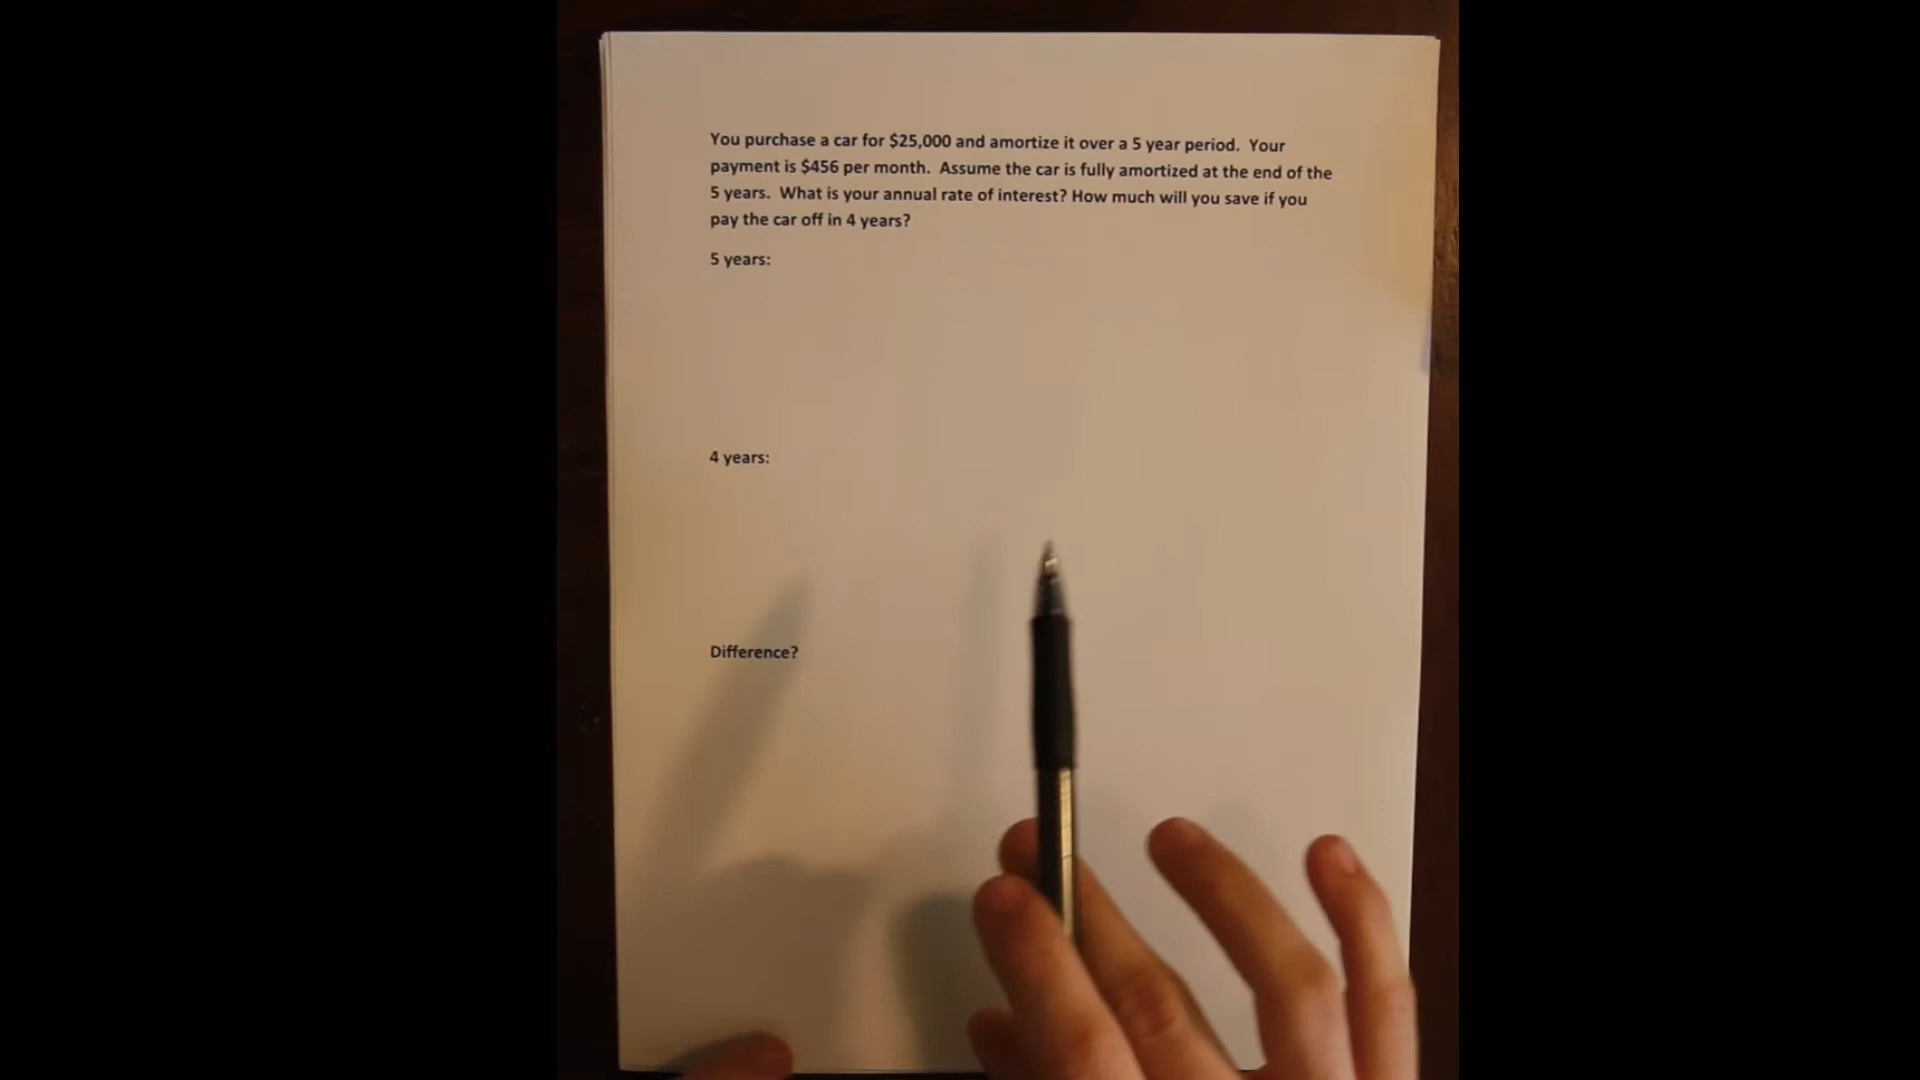 You purchase a car for $25,000 and amortize it over a 5 year period. Your
payment is $456 per month. Assume the car is fully amortized at the end of the
5 years. What is your annual rate of interest? How much will you save if you
pay the car off in 4 years?
5 years:
4 years:
Difference?